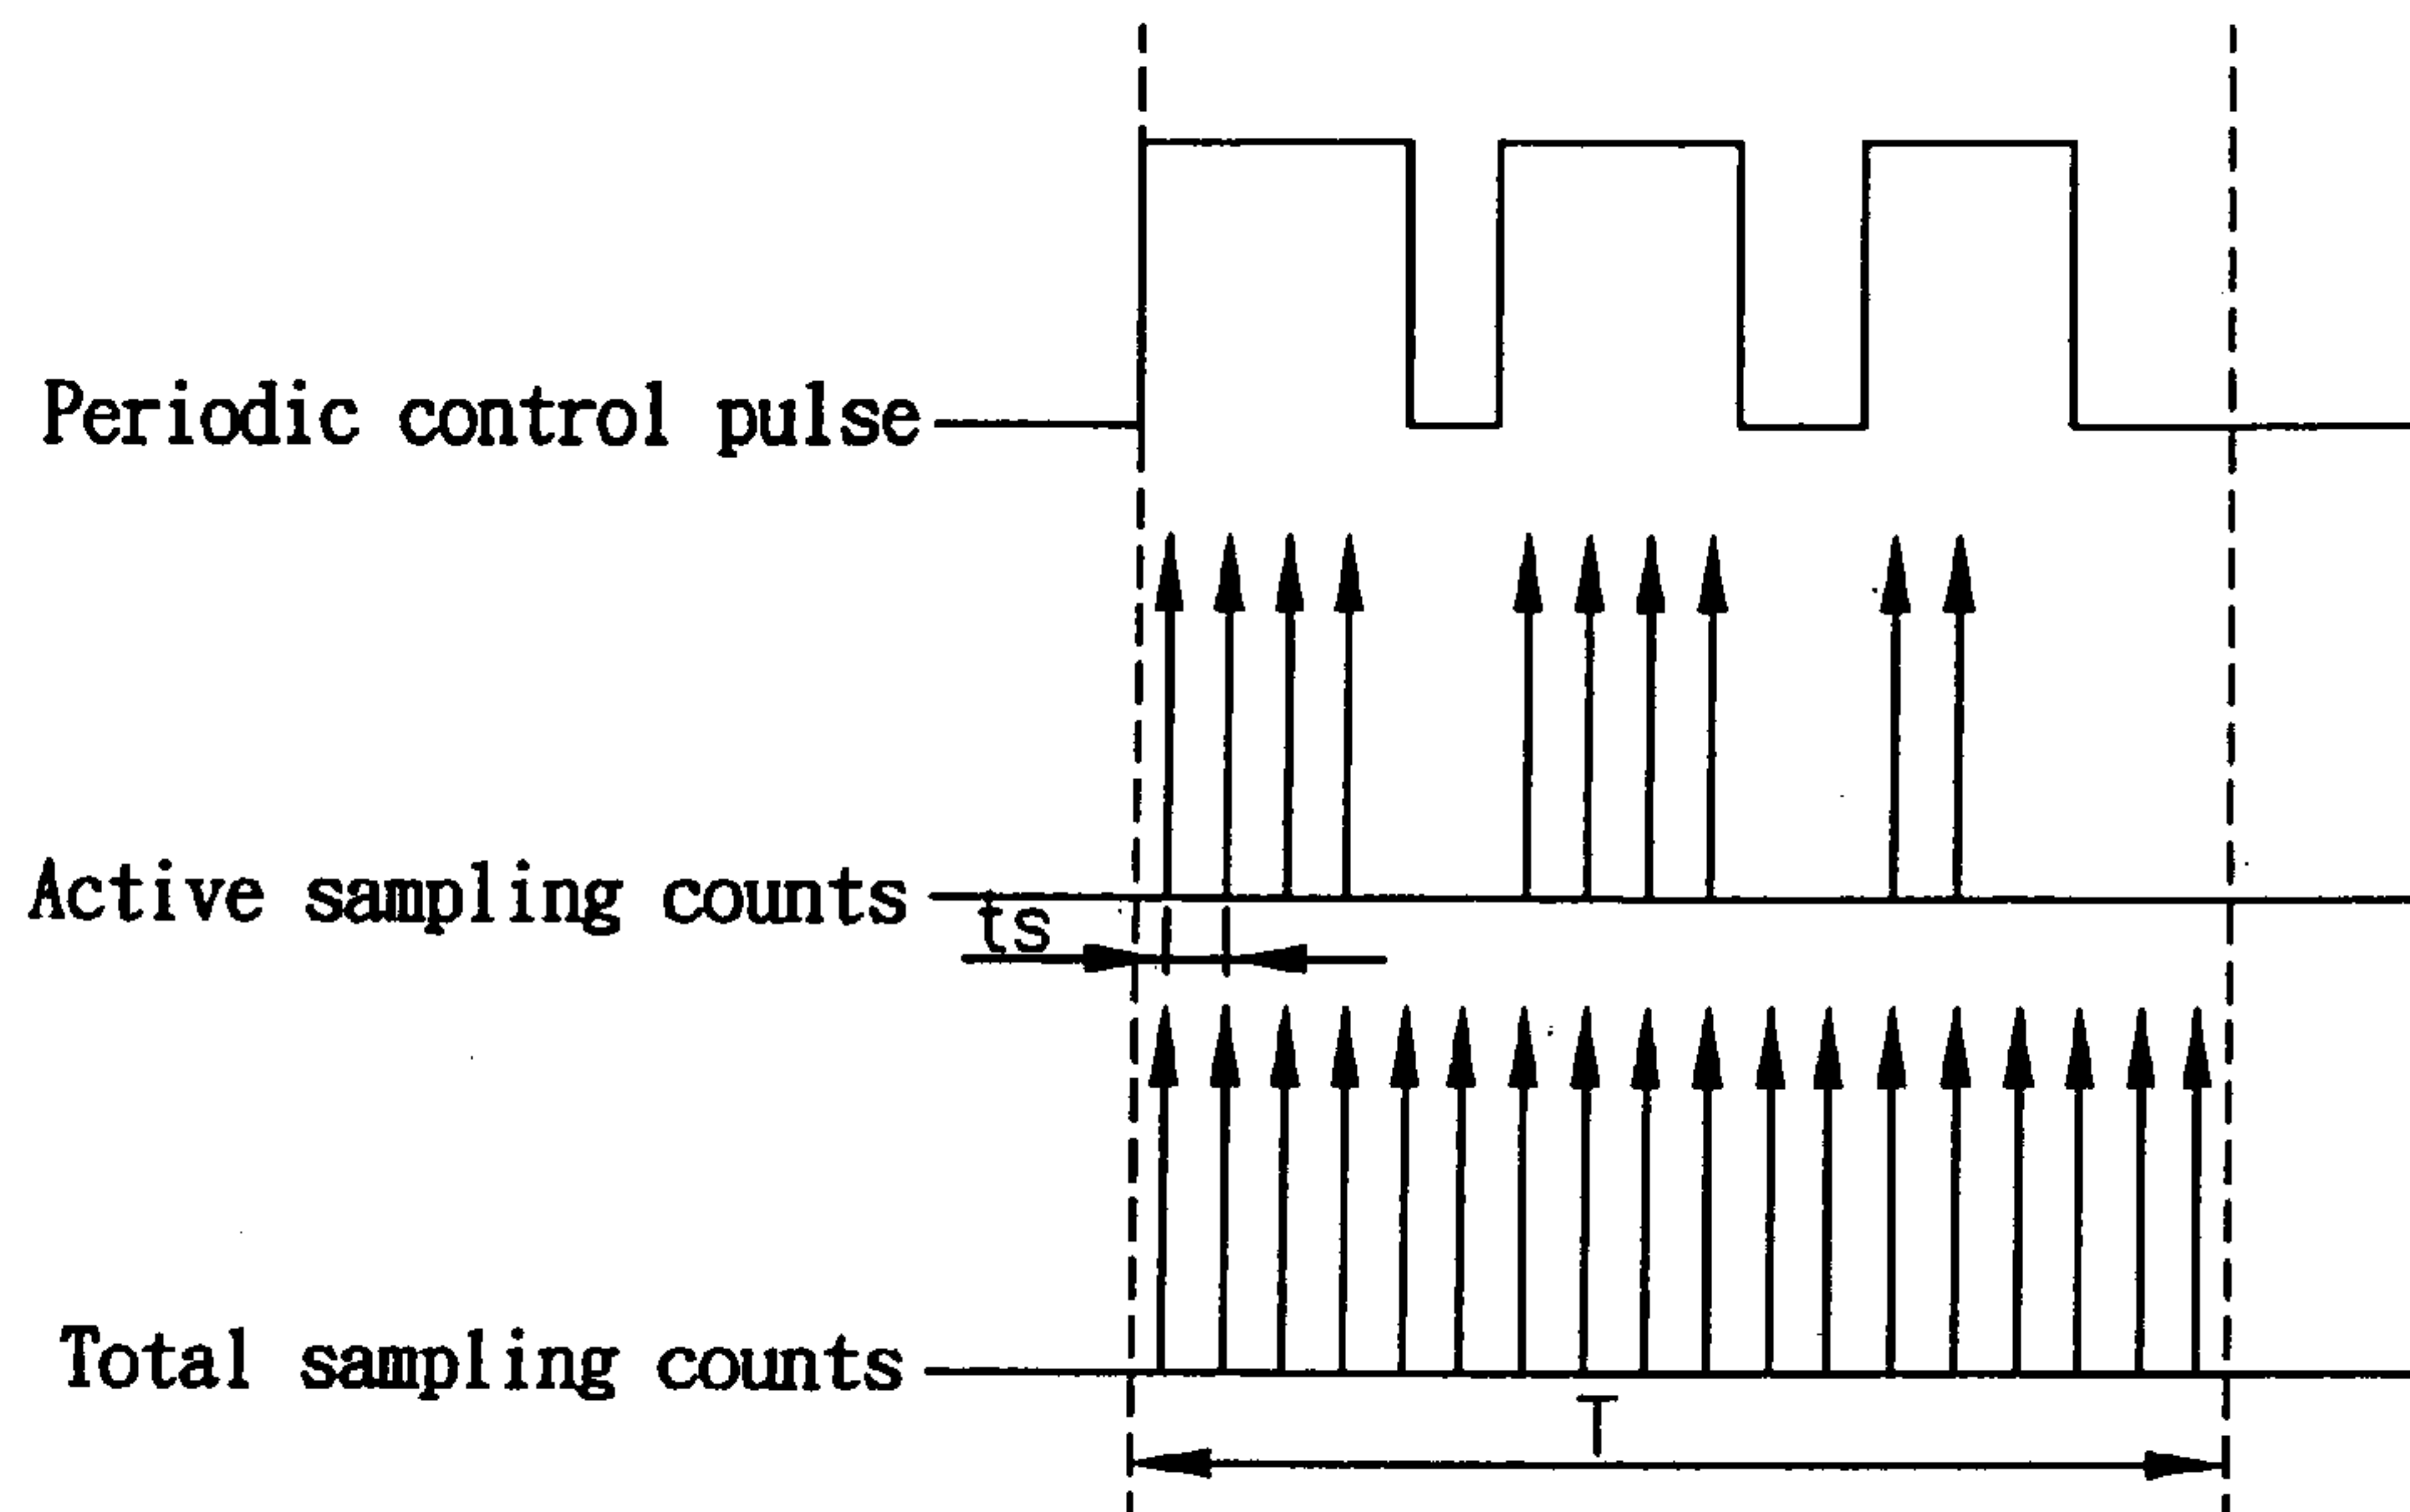 Periodic control pulse
Active sampling counts
ts
Total sampling counts
T